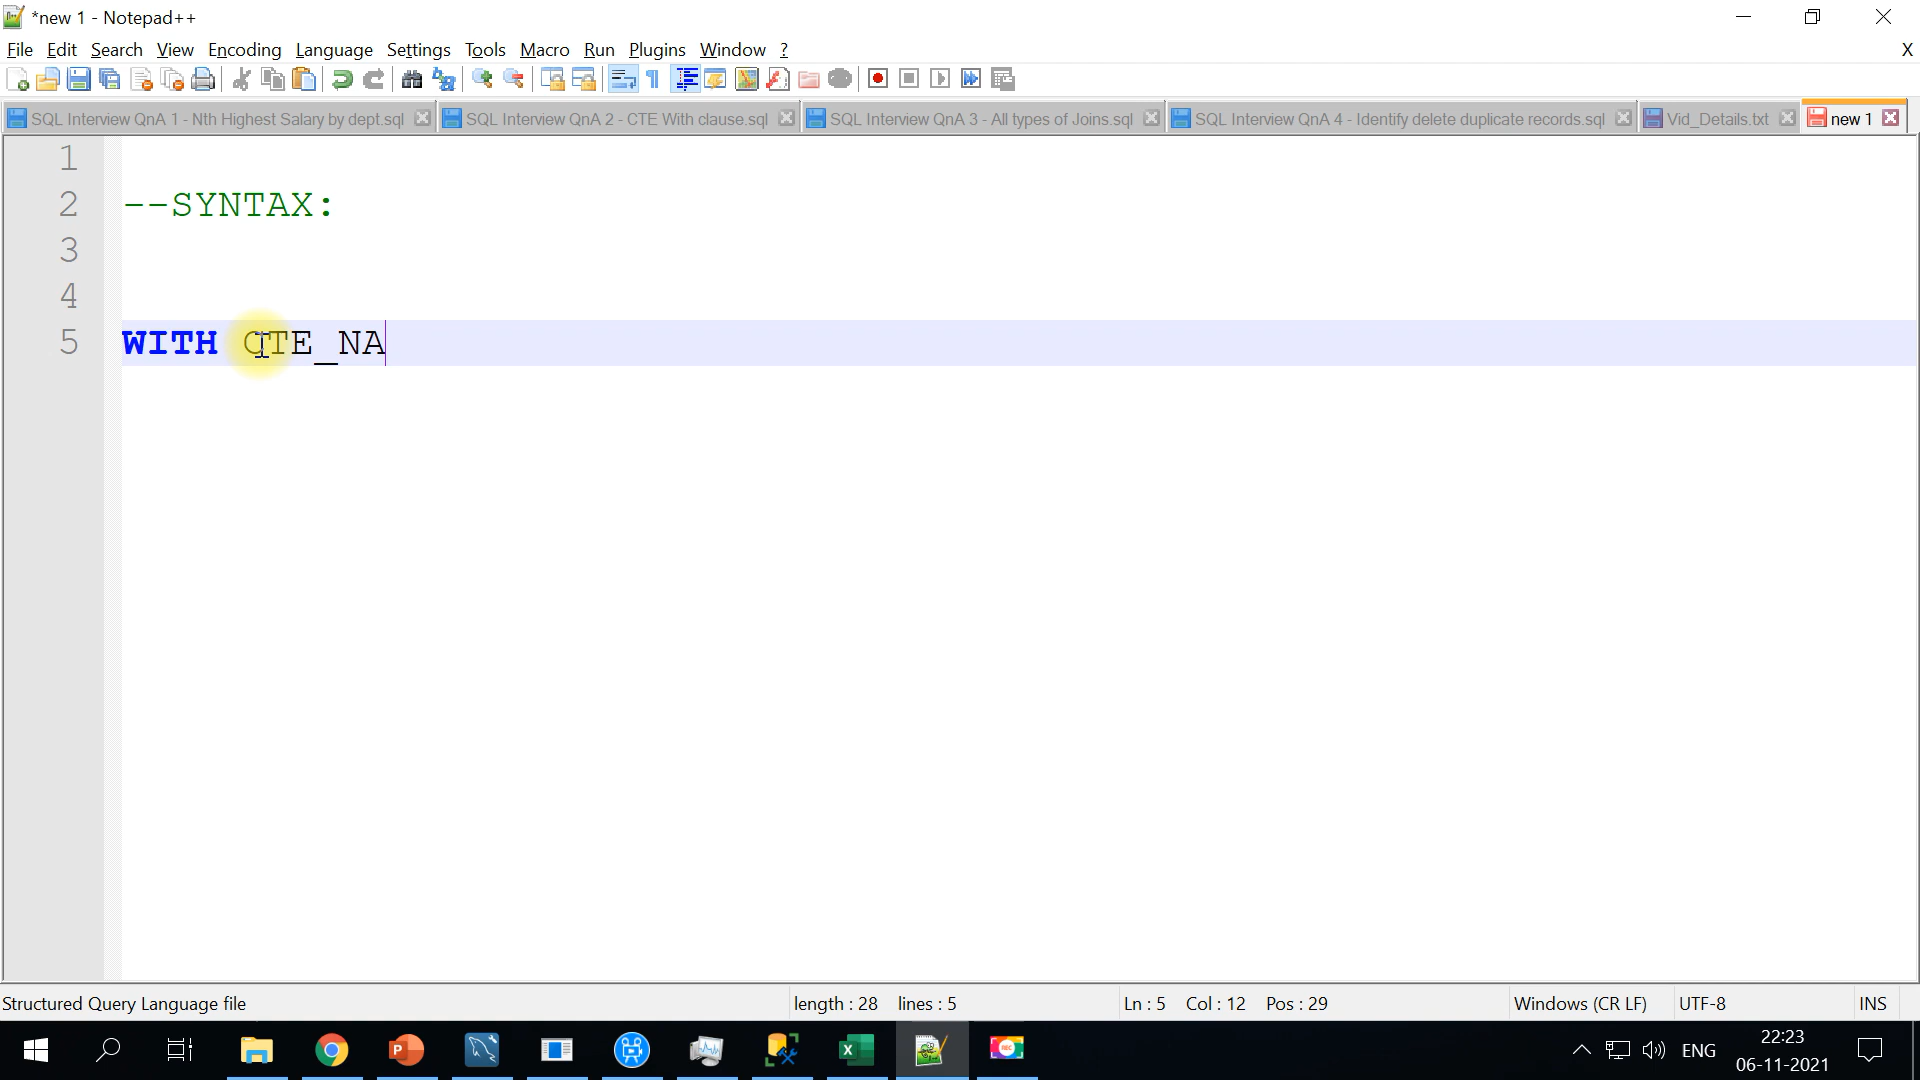 *new 1 - Notepad++
File Edit Search View Encoding Language Settings Tools Macro Run Plugins Window ? X
SQL Interview QnA 1 - Nth Highest Salary by dept.sql SQL Interview QnA 2 - CTE With clause.sql SQL Interview QnA 3 - All types of Joins.sql SQL Interview QnA 4 - Identify delete duplicate records.sql Vid_Details.txt new 1
1
2 --SYNTAX:
3
4
5 WITH CTE_NA
Structured Query Language file length : 28 lines : 5 Ln : 5 Col : 12 Pos : 29 Windows (CR LF) UTF-8 INS
ENG 22:23
06-11-2021